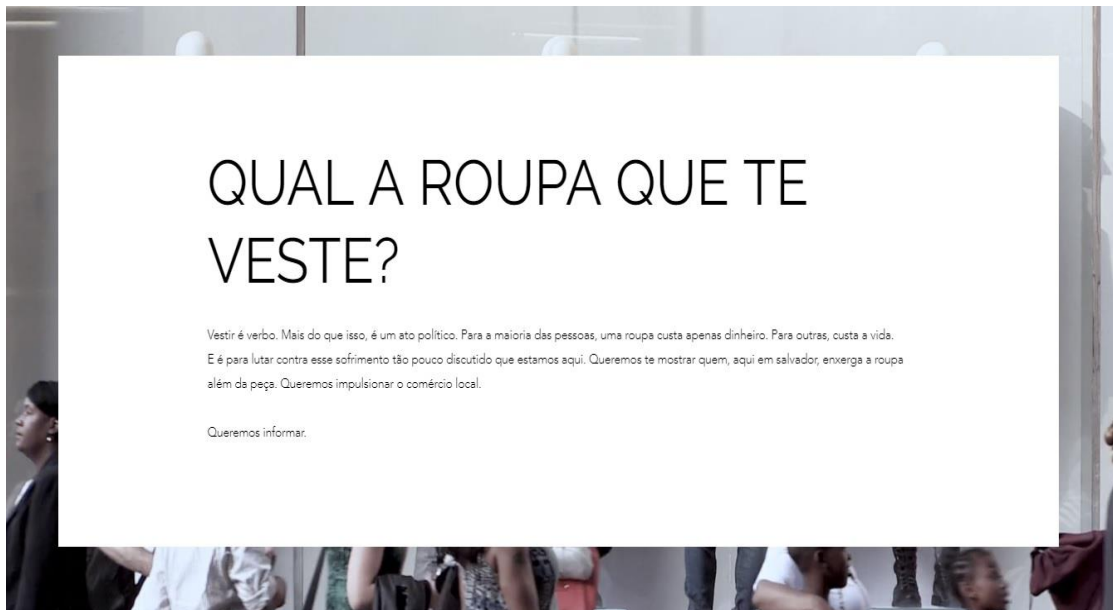 QUAL A ROUPA QUE TE
VESTE?
Vestir é verbo. Mais do que isso, é um ato político. Para a maioria das pessoas, uma roupa custa apenas dinheiro. Para outras, custa a vida.
E é para lutar contra esse sofrimento tão pouco discutido que estamos aqui. Queremos te mostrar quem, aqui em salvador, enxerga a roupa
além da peça. Queremos impulsionar o comércio local.
Queremos informar.